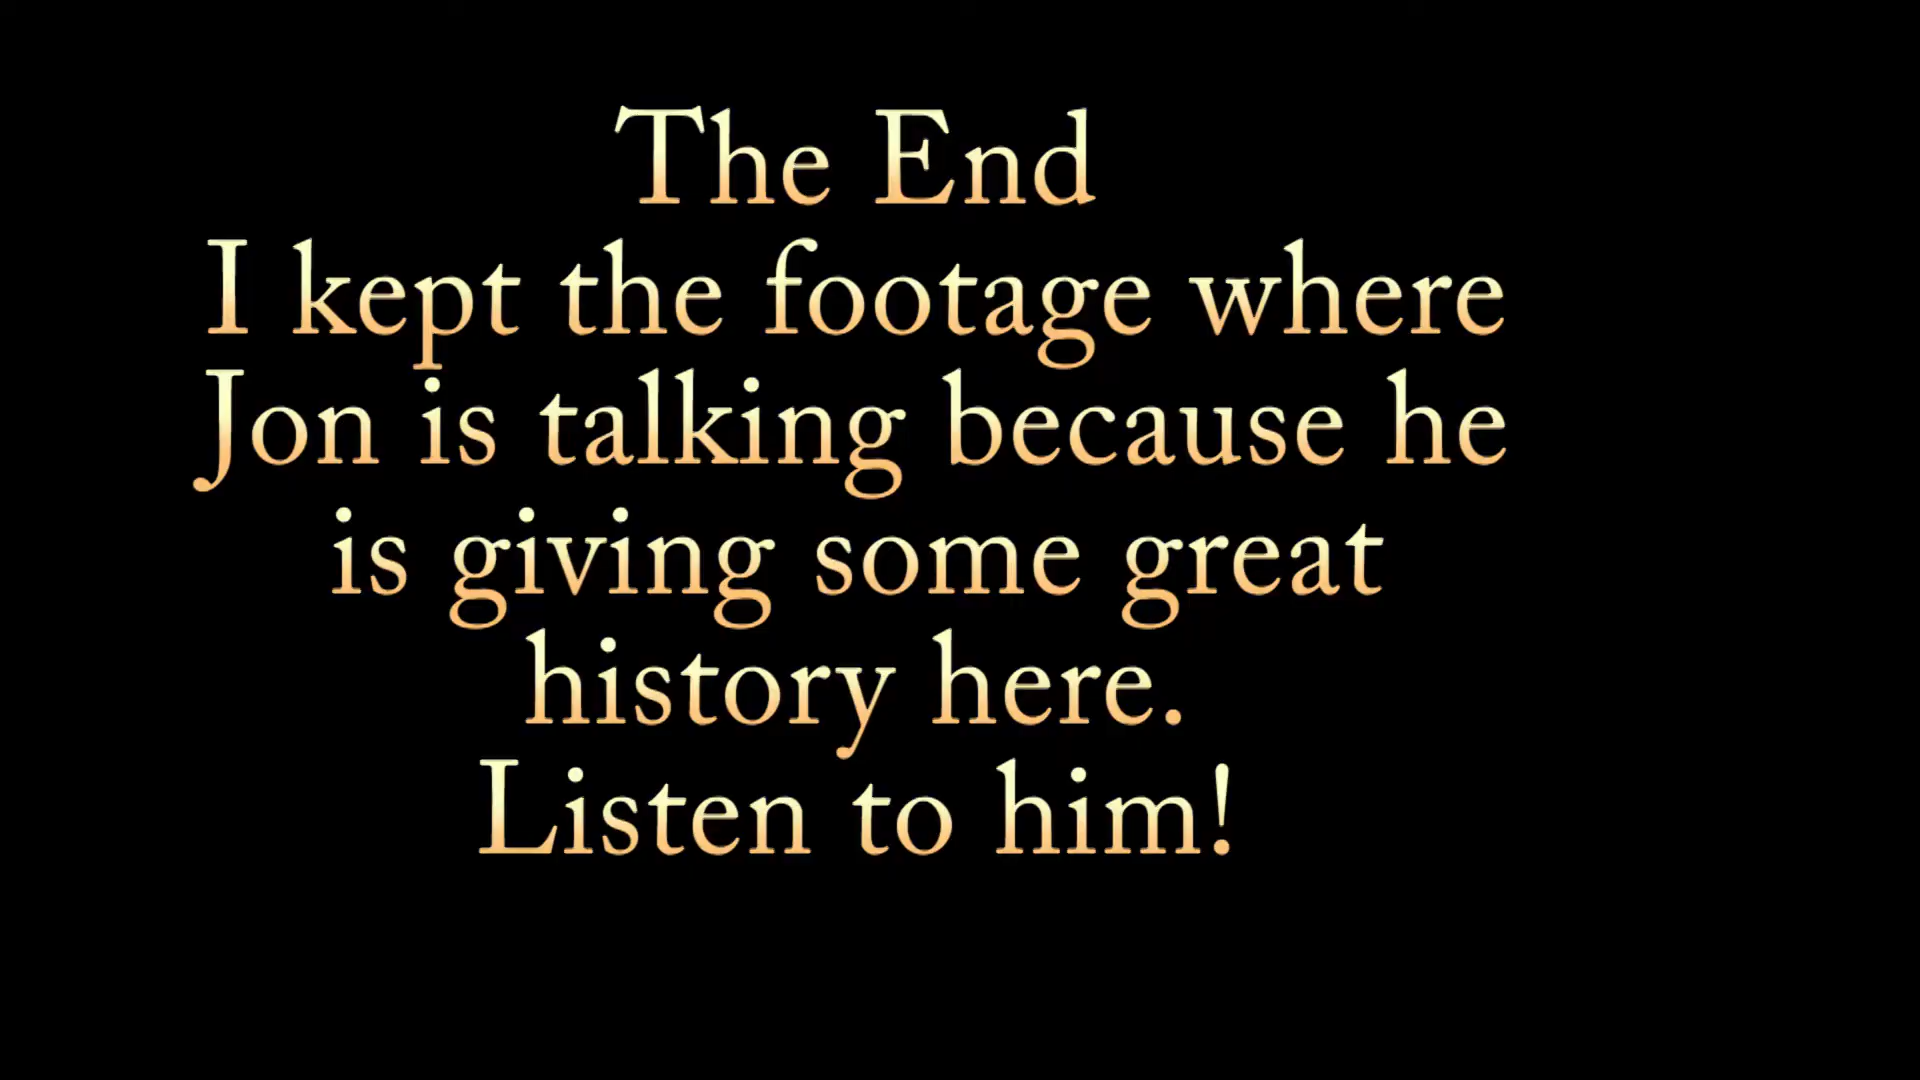 The End
I kept the footage where
Jon is talking because he
is giving some great
history here.
Listen to him!